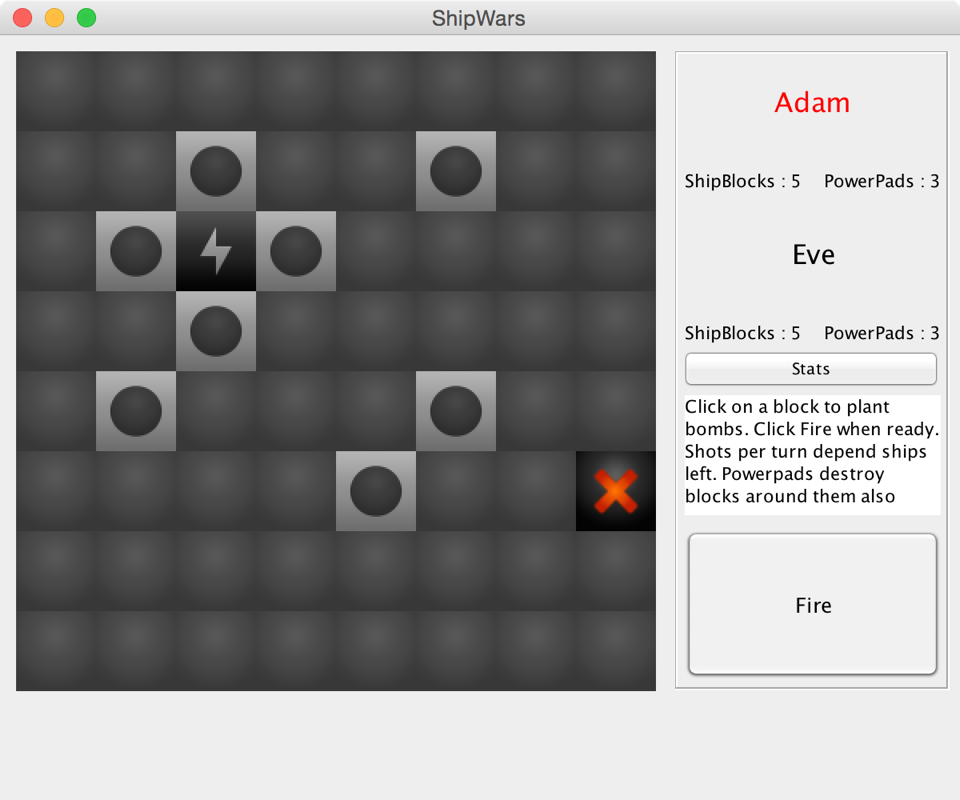 ShipWars
Adam
ShipBlocks : 5 PowerPads : 3
Eve
ShipBlocks : 5 PowerPads : 3
Stats
Click on a block to plant
bombs. Click Fire when ready.
Shots per turn depend ships
left. Powerpads destroy
blocks around them also
Fire